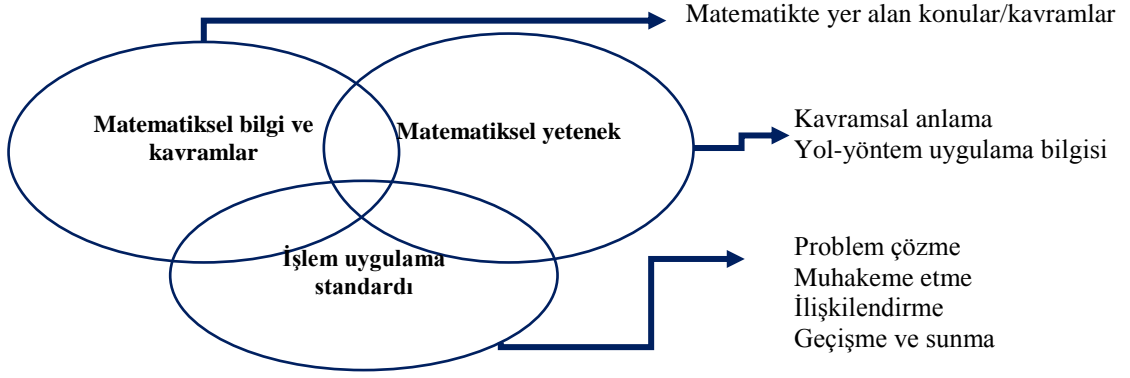 Matematikte yer alan konular/kavramlar
Matematiksel bilgi ve
kavramlar
Matematiksel yetenek
Kavramsal anlama
Yol-yöntem uygulama bilgisi
İşlem uygulama
standardı
Problem çözme
Muhakeme etme
İlişkilendirme
Geçişme ve sunma